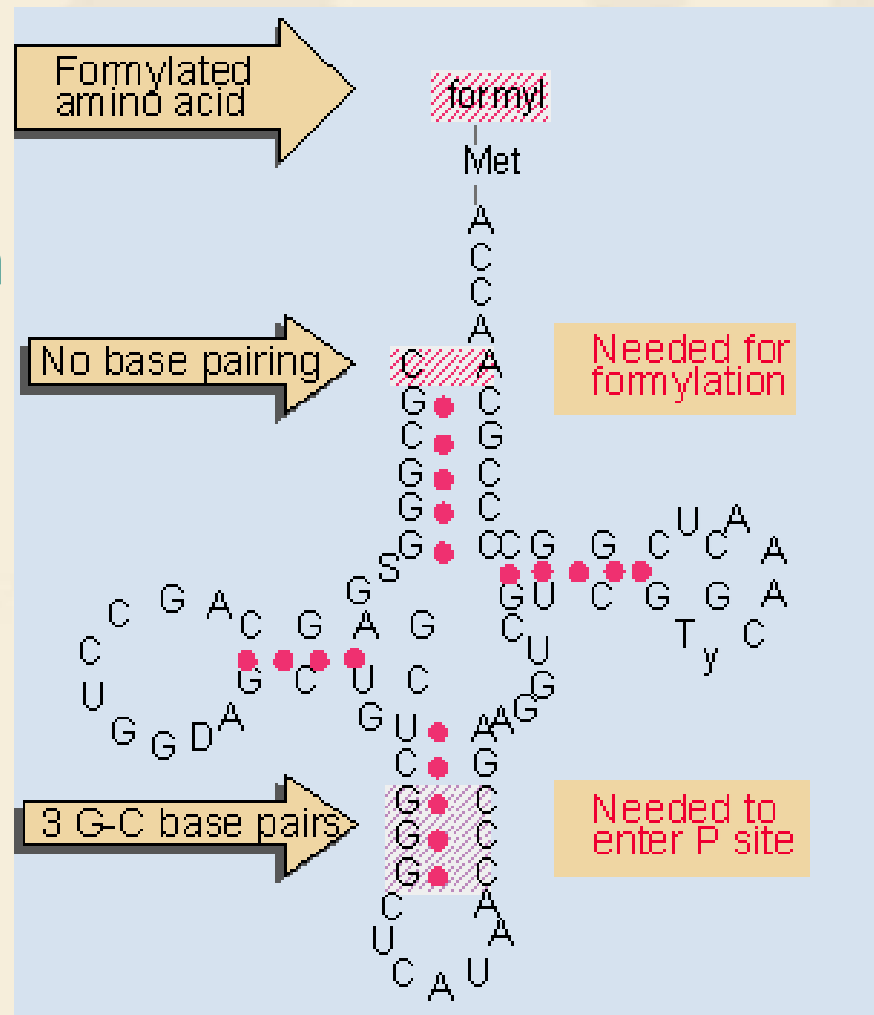 Formylated
amino acid
formyl
Met
A
C
C
A
No base pairing
C A
Needed for
formylation
G C
C G
G C
G C
U A
G C C G G C C A
S
G G U C G G A
C G A C G A G C T C
C U y
U G C U C G
G G D A G G
U A A
C G
3 G-C base pairs
G C
G C
G C
Needed to
enter P site
C A
U A
C A U